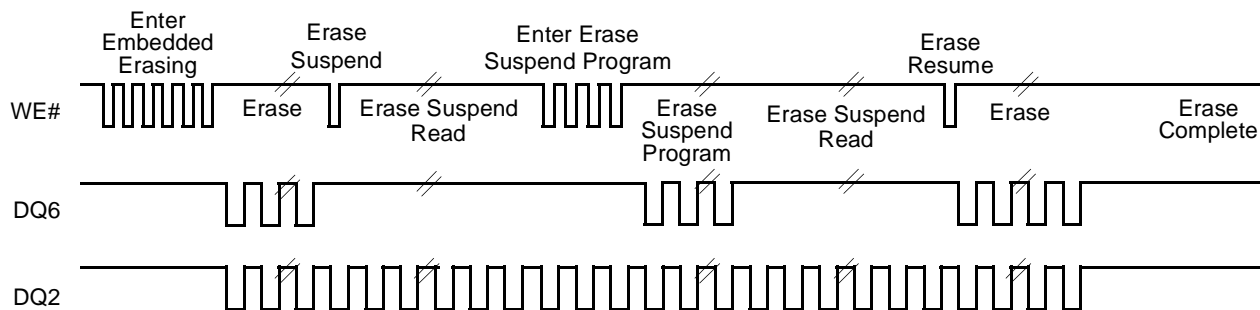 Enter
Embedded
Erasing
Erase
Suspend
Enter Erase
Suspend Program
Erase
Resume
WE#
Erase
Erase Suspend
Read
Erase
Suspend
Program
Erase Suspend
Read
Erase
Erase
Complete
DQ6
DQ2